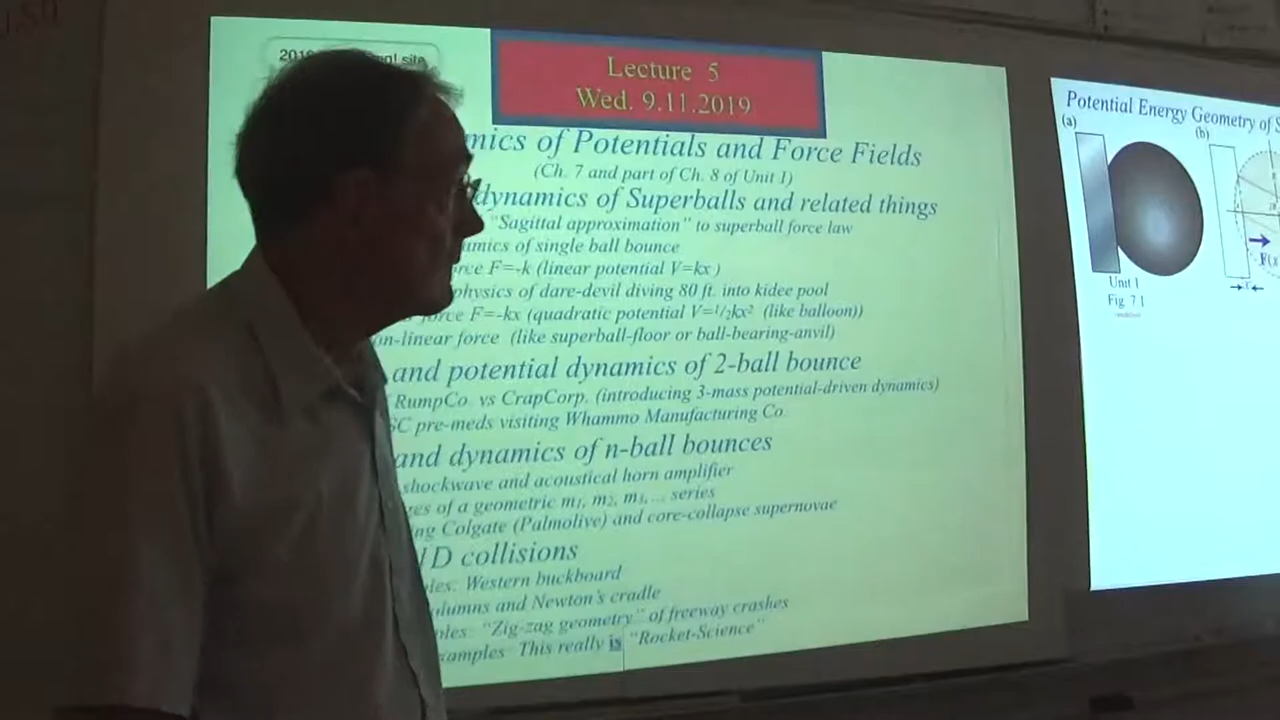 Lecture 5
Wed. 9.11.2019
mics of Potentials and Force Fields
(Ch. 7 and part of Ch. 8 of Unit 1)
dynamics of Superballs and related things
"Sagittal approximation" to superball force law
amics of single ball bounce
rce F=-k (linear potential V=kx )
physics of dare-devil diving 80 ft. into kidee pool
force F=-kx (quadratic potential V=½kx² (like balloon))
on-linear force (like superball-floor or ball-bearing-anvil)
and potential dynamics of 2-ball bounce
RumpCo. vs CrapCorp. (introducing 3-mass potential-driven dynamics)
SC pre-meds visiting Whammo Manufacturing Co.
and dynamics of n-ball bounces
shockwave and acoustical horn amplifier
ges of a geometric m₁, m₂, m₃,... series
ng Colgate (Palmolive) and core-collapse supernovae
1D collisions
ples: Western buckboard
olumns and Newton's cradle
ples: "Zig-zag geometry" of freeway crashes
xamples: This really is "Rocket-Science"
Potential Energy Geometry of S
(a)
(b)
F(x
Unit 1
Fig. 7.1